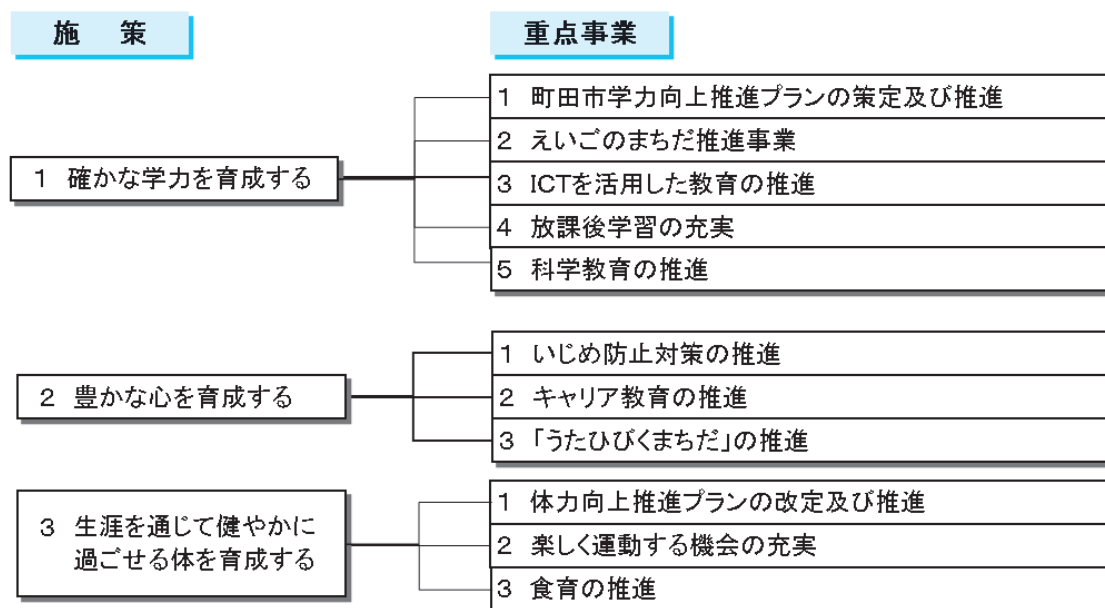 施 策
重点事業
1 確かな学力を育成する
1 町田市学力向上推進プランの策定及び推進
2 えいごのまちだ推進事業
3 ICTを活用した教育の推進
4 放課後学習の充実
5 科学教育の推進
2 豊かな心を育成する
1 いじめ防止対策の推進
2 キャリア教育の推進
3 「うたひびくまちだ」の推進
3 生涯を通じて健やかに
過ごせる体を育成する
1 体力向上推進プランの改定及び推進
2 楽しく運動する機会の充実
3 食育の推進